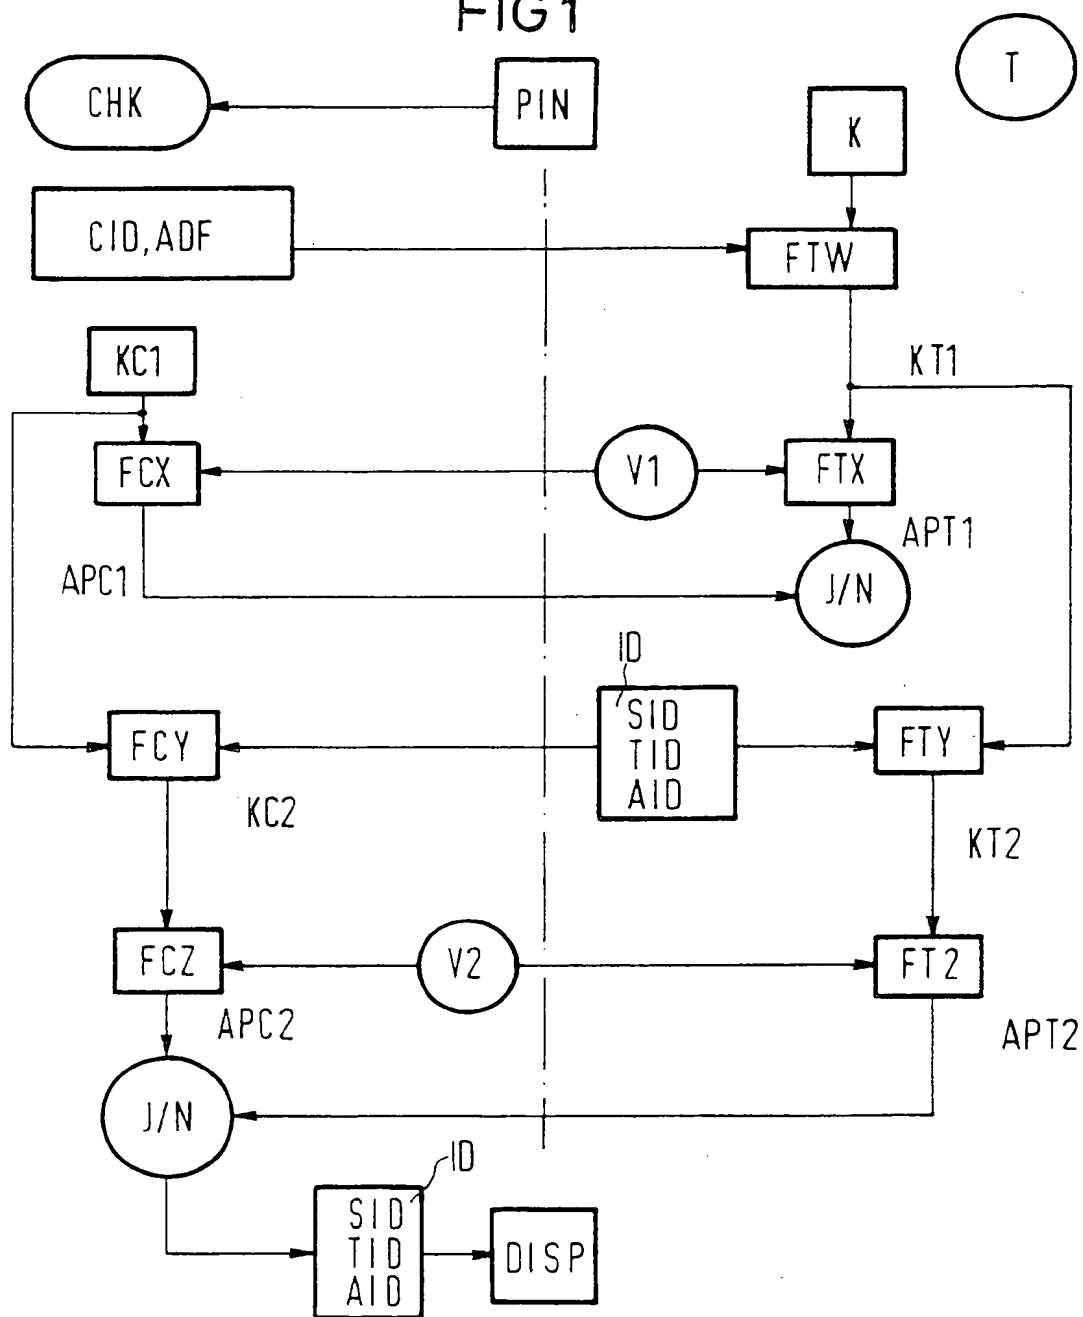 FIG 1
T
CHK
PIN
K
CID, ADF
FTW
KC1
KT1
FCX
V1
FTX
APT1
APC1
J/N
ID
SID
TID
AID
FCY
FTY
KC2
KT2
FCZ
V2
FT2
APC2
APT2
J/N
ID
SID
TID
AID
DISP